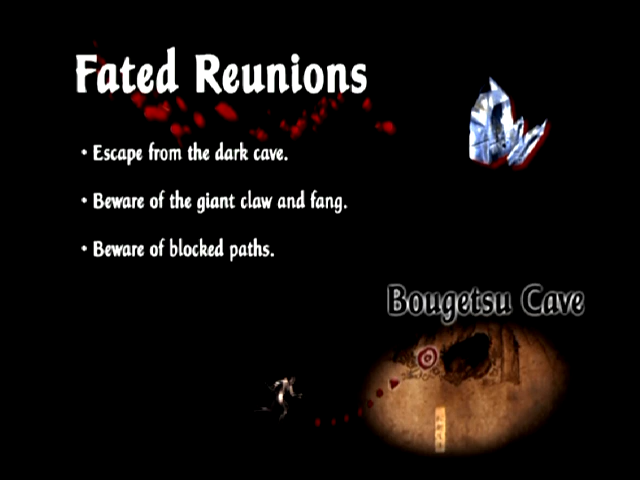 Fated Reunions
• Escape from the dark cave.
• Beware of the giant claw and fang.
• Beware of blocked paths.
Bougetsu Cave